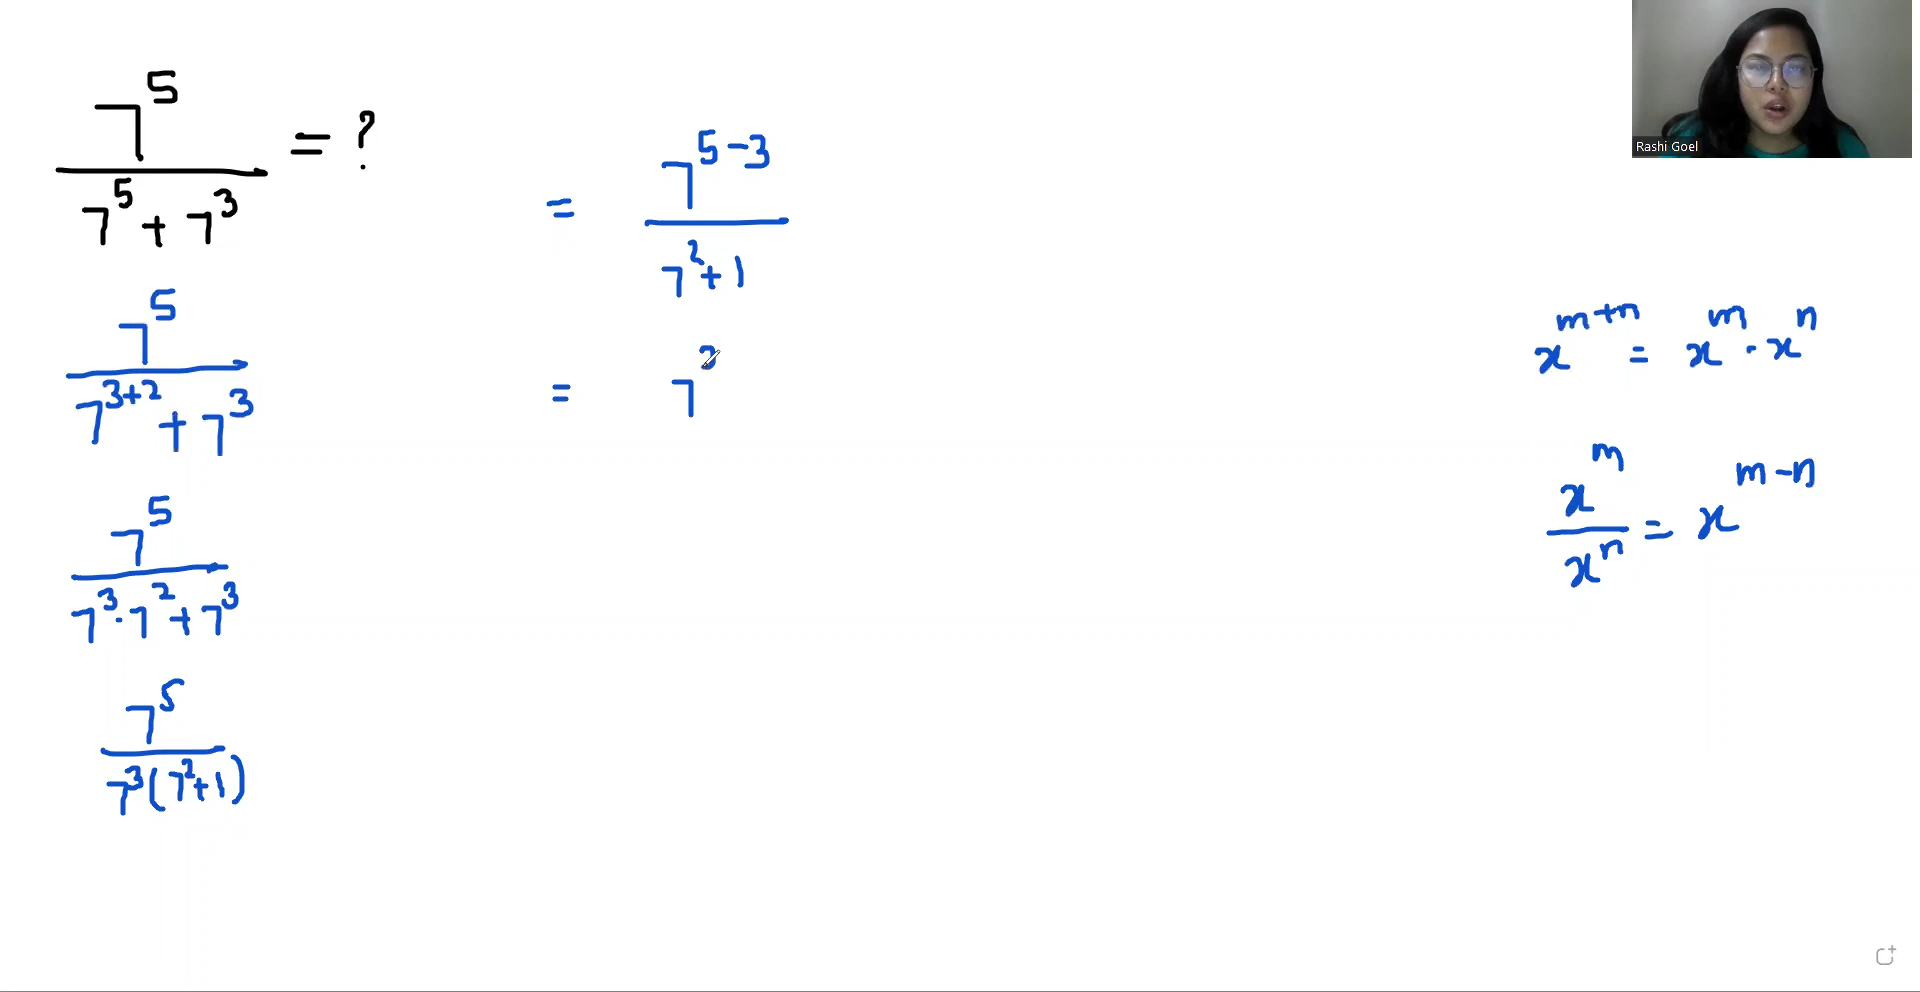 7^5 / (7^5 + 7^3) = ?
7^5 / (7^(3+2) + 7^3)
7^5 / (7^3 · 7^2 + 7^3)
7^5 / (7^3 (7^2 + 1))
= 7^(5-3) / (7^2 + 1)
= 7^2
x^(m+n) = x^m · x^n
x^m / x^n = x^(m-n)
Rashi Goel